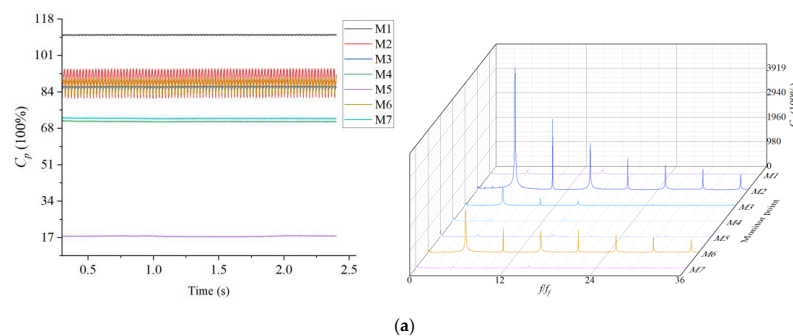 118
101
84
68
51
34
17
0.5
1.0
1.5
2.0
2.5
Time (s)
Cp (100%)
M1
M2
M3
M4
M5
M6
M7
3919
2940
1960
980
0
(100%)
M1
M2
M3
M4
M5
M6
M7
Monitor point
0
12
24
36
f/ff
(a)